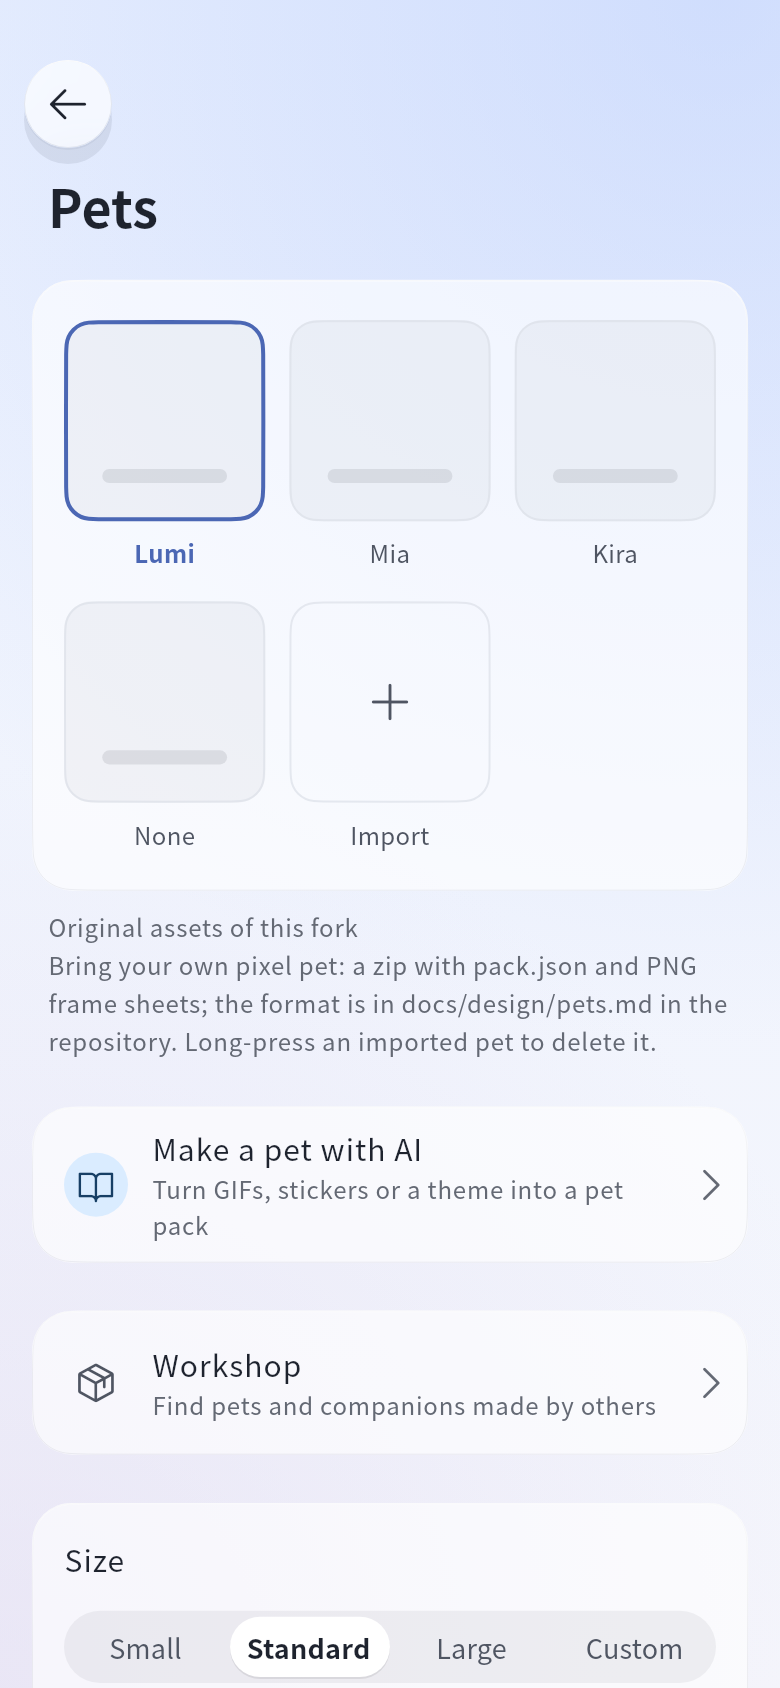 Pets
Lumi
Mia
Kira
None
Import
Original assets of this fork
Bring your own pixel pet: a zip with pack.json and PNG
frame sheets; the format is in docs/design/pets.md in the
repository. Long-press an imported pet to delete it.
Make a pet with AI
Turn GIFs, stickers or a theme into a pet
pack
Workshop
Find pets and companions made by others
Size
Small
Standard
Large
Custom